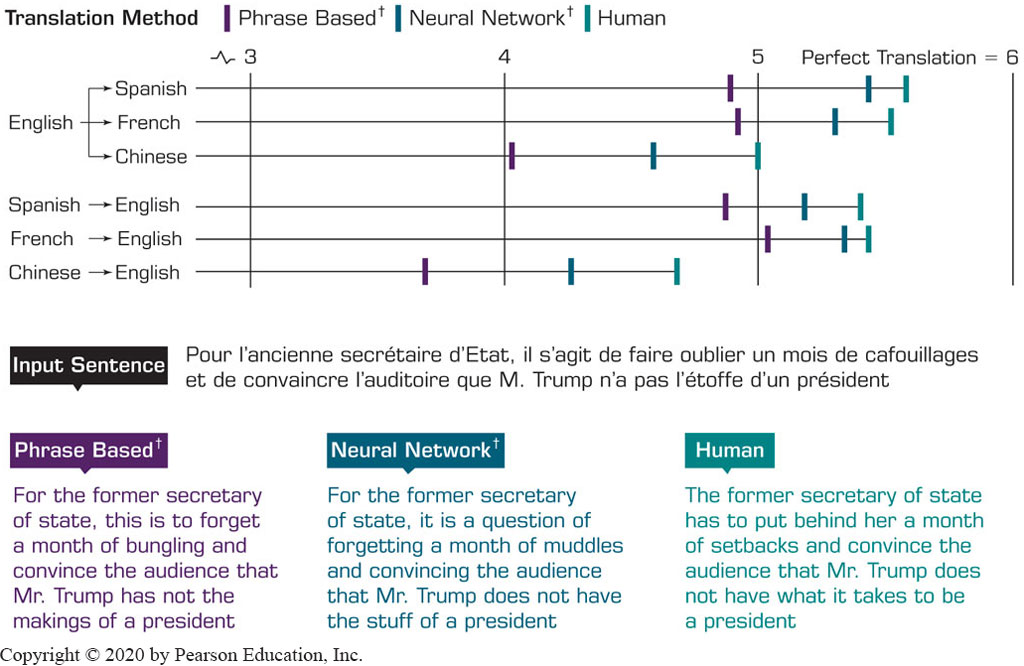 Translation Method Phrase Based† Neural Network† Human
3 4 5 Perfect Translation = 6
Spanish
English French
Chinese
Spanish English
French English
Chinese English
Input Sentence
Pour l'ancienne secrétaire d'Etat, il s'agit de faire oublier un mois de cafouillages
et de convaincre l'auditoire que M. Trump n'a pas l'étoffe d'un président
Phrase Based†
For the former secretary
of state, this is to forget
a month of bungling and
convince the audience that
Mr. Trump has not the
makings of a president
Neural Network†
For the former secretary
of state, it is a question of
forgetting a month of muddles
and convincing the audience
that Mr. Trump does not have
the stuff of a president
Human
The former secretary of state
has to put behind her a month
of setbacks and convince the
audience that Mr. Trump does
not have what it takes to be
a president
Copyright © 2020 by Pearson Education, Inc.